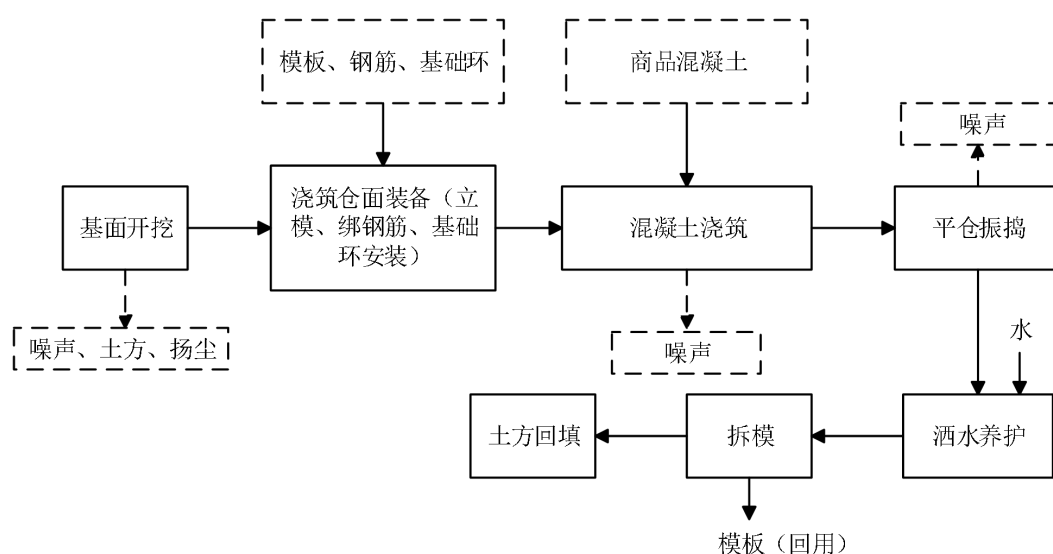 模板、钢筋、基础环
商品混凝土
噪声
基面开挖
浇筑仓面装备（立
模、绑钢筋、基础
环安装）
混凝土浇筑
平仓振捣
噪声、土方、扬尘
噪声
水
土方回填
拆模
洒水养护
模板（回用）